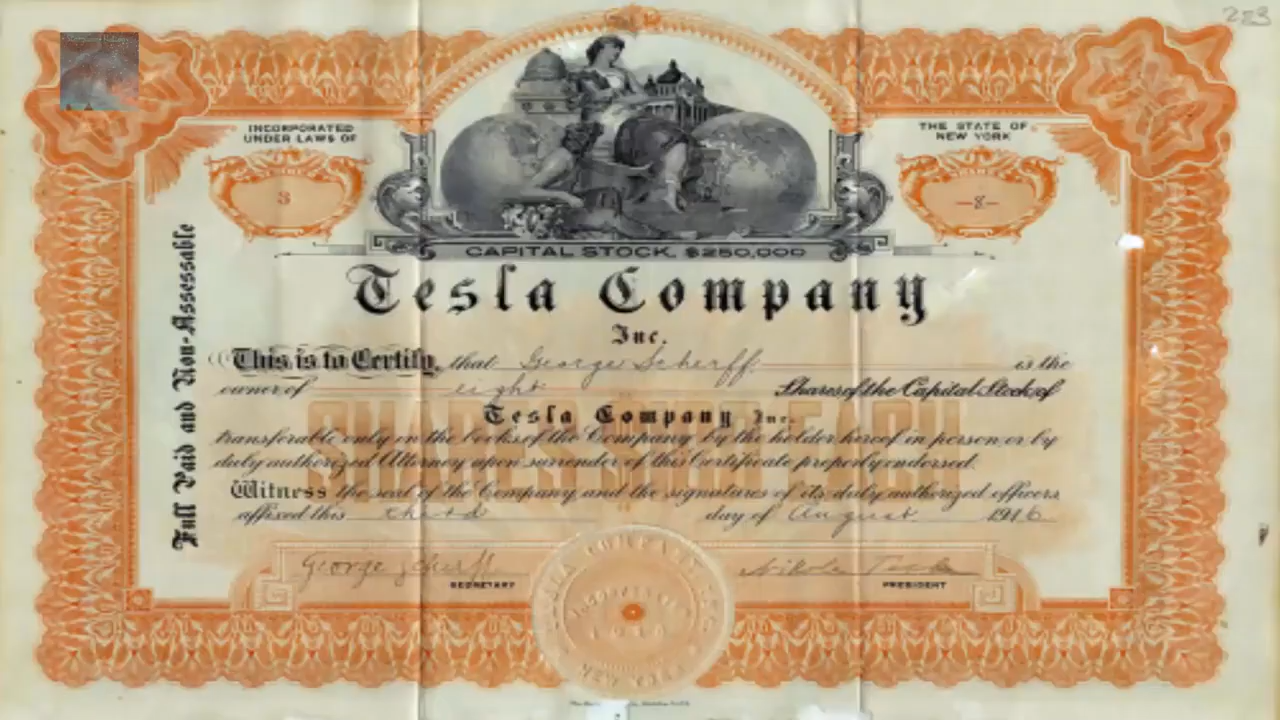 223
INCORPORATED
UNDER LAWS OF
THE STATE OF
NEW YORK
3
-8-
CAPITAL STOCK, $250,000
Tesla Company
Inc.
Full Paid and Non-Assessable
This is to Certify, that George Scherff is the
owner of eight Shares of the Capital Stock of
Tesla Company Inc.
transferable only on the books of the Company by the holder hereof in person or by
duly authorized Attorney upon surrender of this Certificate properly endorsed.
Witness the seal of the Company and the signatures of its duly authorized officers
affixed this third day of August 1916
George Scherff
SECRETARY
Nikola Tesla
PRESIDENT
SHARES EACH